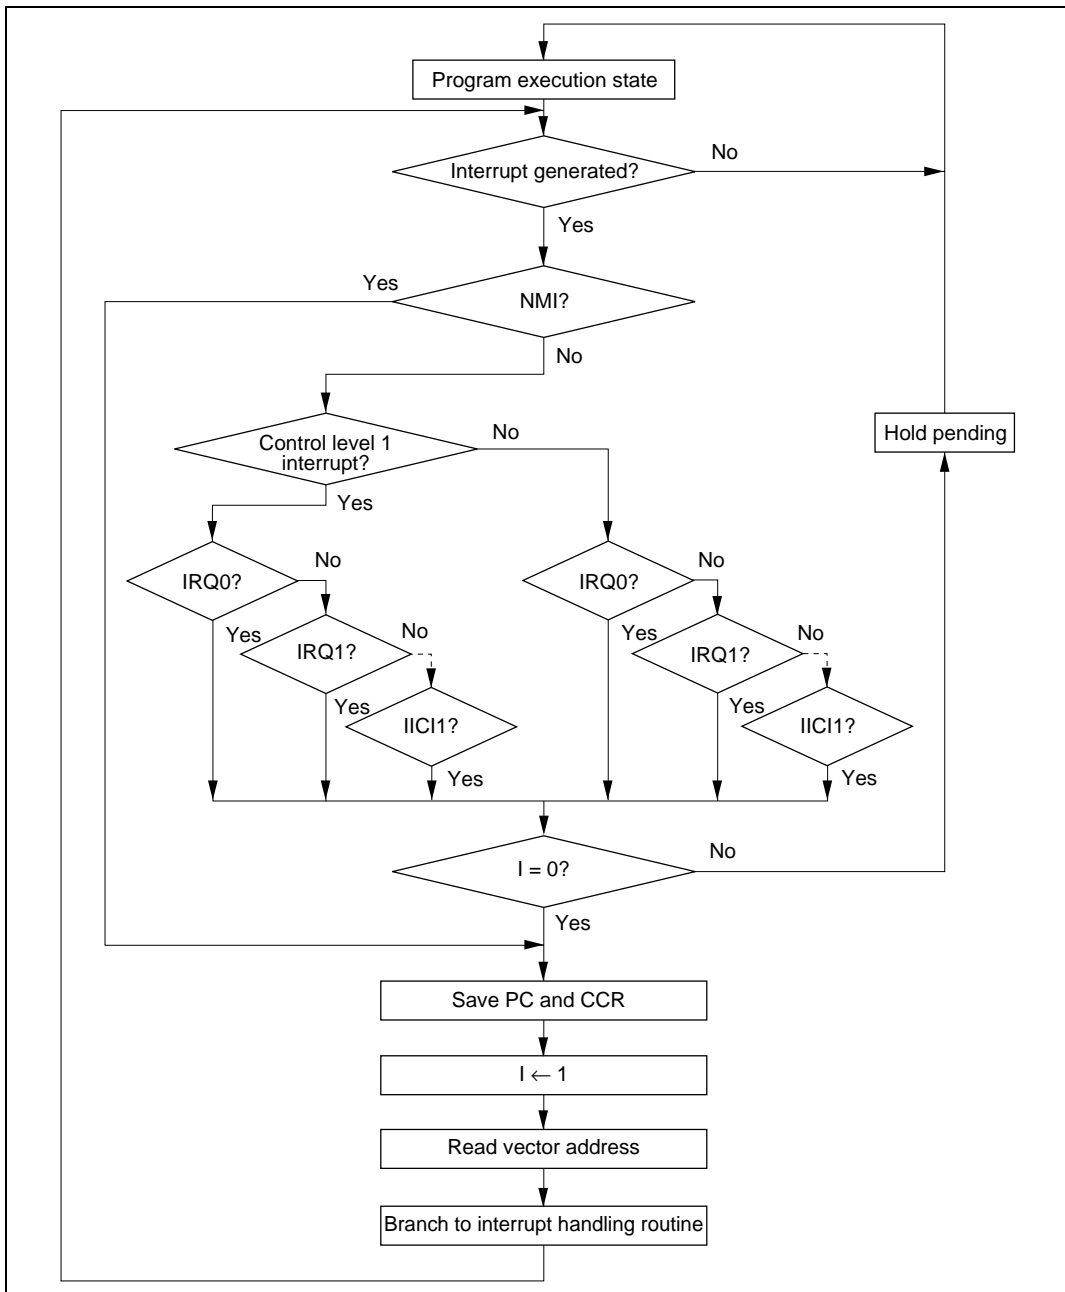 Program execution state
Interrupt generated?
No
Yes
Yes
NMI?
No
Control level 1
interrupt?
No
Hold pending
Yes
IRQ0?
No
IRQ0?
No
Yes
IRQ1?
No
Yes
IRQ1?
No
Yes
IICI1?
Yes
IICI1?
Yes
Yes
I = 0?
No
Yes
Save PC and CCR
I ← 1
Read vector address
Branch to interrupt handling routine